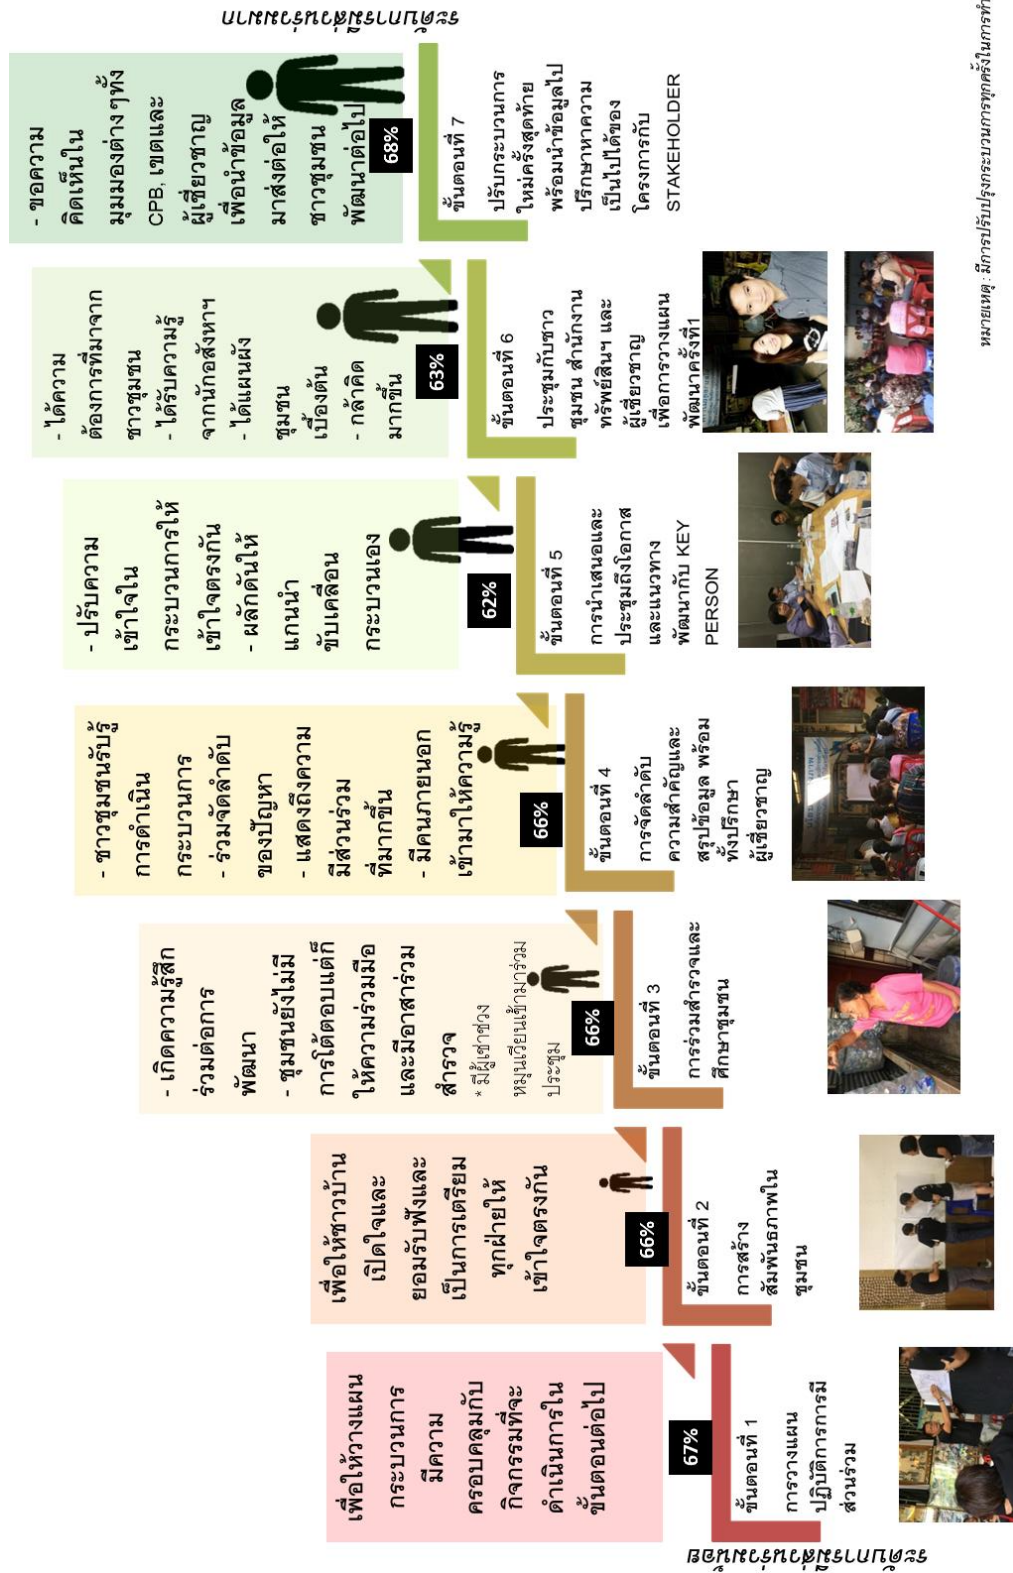 ระดับการมีส่วนร่วมน้อย
เพื่อให้วางแผน
กระบวนการ
มีความ
ครอบคลุมกับ
กิจกรรมที่จะ
ดำเนินการใน
ขั้นตอนต่อไป
67%
ขั้นตอนที่ 1
การวางแผน
ปฏิบัติการการมี
ส่วนร่วม
เพื่อให้ชาวบ้าน
เปิดใจและ
ยอมรับฟังและ
เป็นการเตรียม
ทุกฝ่ายให้
เข้าใจตรงกัน
66%
ขั้นตอนที่ 2
การสร้าง
สัมพันธภาพใน
ชุมชน
- เกิดความรู้สึก
ร่วมต่อการ
พัฒนา
- ชุมชนยังไม่มี
การโต้ตอบแต่ก็
ให้ความร่วมมือ
และมีอาสาร่วม
สำรวจ
* มีผู้เช่าช่วง
หมุนเวียนเข้ามาร่วม
ประชุม
66%
ขั้นตอนที่ 3
การร่วมสำรวจและ
ศึกษาชุมชน
- ชาวชุมชนรับรู้
การดำเนิน
กระบวนการ
- ร่วมจัดลำดับ
ของปัญหา
- แสดงถึงความ
มีส่วนร่วม
ที่มากขึ้น
- มีคนภายนอก
เข้ามาให้ความรู้
66%
ขั้นตอนที่ 4
การจัดลำดับ
ความสำคัญและ
สรุปข้อมูล พร้อม
ทั้งปรึกษา
ผู้เชี่ยวชาญ
- ปรับความ
เข้าใจใน
กระบวนการให้
เข้าใจตรงกัน
- ผลักดันให้
แกนนำ
ขับเคลื่อน
กระบวนเอง
62%
ขั้นตอนที่ 5
การนำเสนอและ
ประชุมถึงโอกาส
และแนวทาง
พัฒนากับ KEY
PERSON
- ได้ความ
ต้องการที่มาจาก
ชาวชุมชน
- ได้รับความรู้
จากนักอสังหาฯ
- ได้แผนผัง
ชุมชน
เบื้องต้น
- กล้าคิด
มากขึ้น
63%
ขั้นตอนที่ 6
ประชุมกับชาว
ชุมชน สำนักงาน
ทรัพย์สินฯ และ
ผู้เชี่ยวชาญ
เพื่อการวางแผน
พัฒนาครั้งที่1
ระดับการมีส่วนร่วมมาก
- ขอความ
คิดเห็นใน
มุมมองต่าง ๆทั้ง
CPB, เขตและ
ผู้เชี่ยวชาญ
เพื่อนำข้อมูล
มาส่งต่อให้
ชาวชุมชน
พัฒนาต่อไป
68%
ขั้นตอนที่ 7
ปรับกระบวนการ
ใหม่ครั้งสุดท้าย
พร้อมนำข้อมูลไป
ปรึกษาหาความ
เป็นไปได้ของ
โครงการกับ
STAKEHOLDER
หมายเหตุ : มีการปรับปรุงกระบวนการทุกครั้งในการทำ